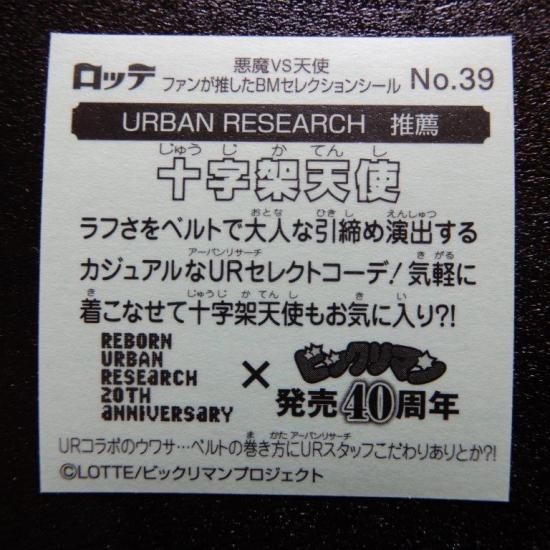 ロッテ
悪魔VS天使
ファンが推したBMセレクションシール
No.39
URBAN RESEARCH 推薦
じゅうじかてんし
十字架天使
おとな ひきし えんしゅつ
ラフさをベルトで大人な引締め演出する
アーバンリサーチ きがる
カジュアルなURセレクトコーデ!気軽に
き じゅうじかてんし き い
着こなせて十字架天使もお気に入り?!
REBORN
URBAN
RESEARCH
20TH
ANNIVERSARY
×
ビックリマン
発売40周年
ま かた アーバンリサーチ
URコラボのウワサ…ベルトの巻き方にURスタッフこだわりありとか?!
©LOTTE/ビックリマンプロジェクト